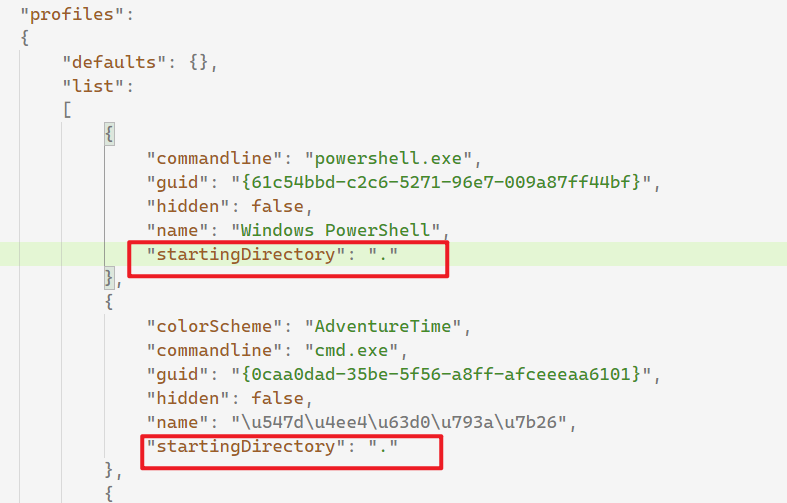 "profiles":
{
"defaults": {},
"list":
[
{
"commandline": "powershell.exe",
"guid": "{61c54bbd-c2c6-5271-96e7-009a87ff44bf}",
"hidden": false,
"name": "Windows PowerShell",
"startingDirectory": "."
},
{
"colorScheme": "AdventureTime",
"commandline": "cmd.exe",
"guid": "{0caa0dad-35be-5f56-a8ff-afceeeaa6101}",
"hidden": false,
"name": "\u547d\u4ee4\u63d0\u793a\u7b26",
"startingDirectory": "."
},
{